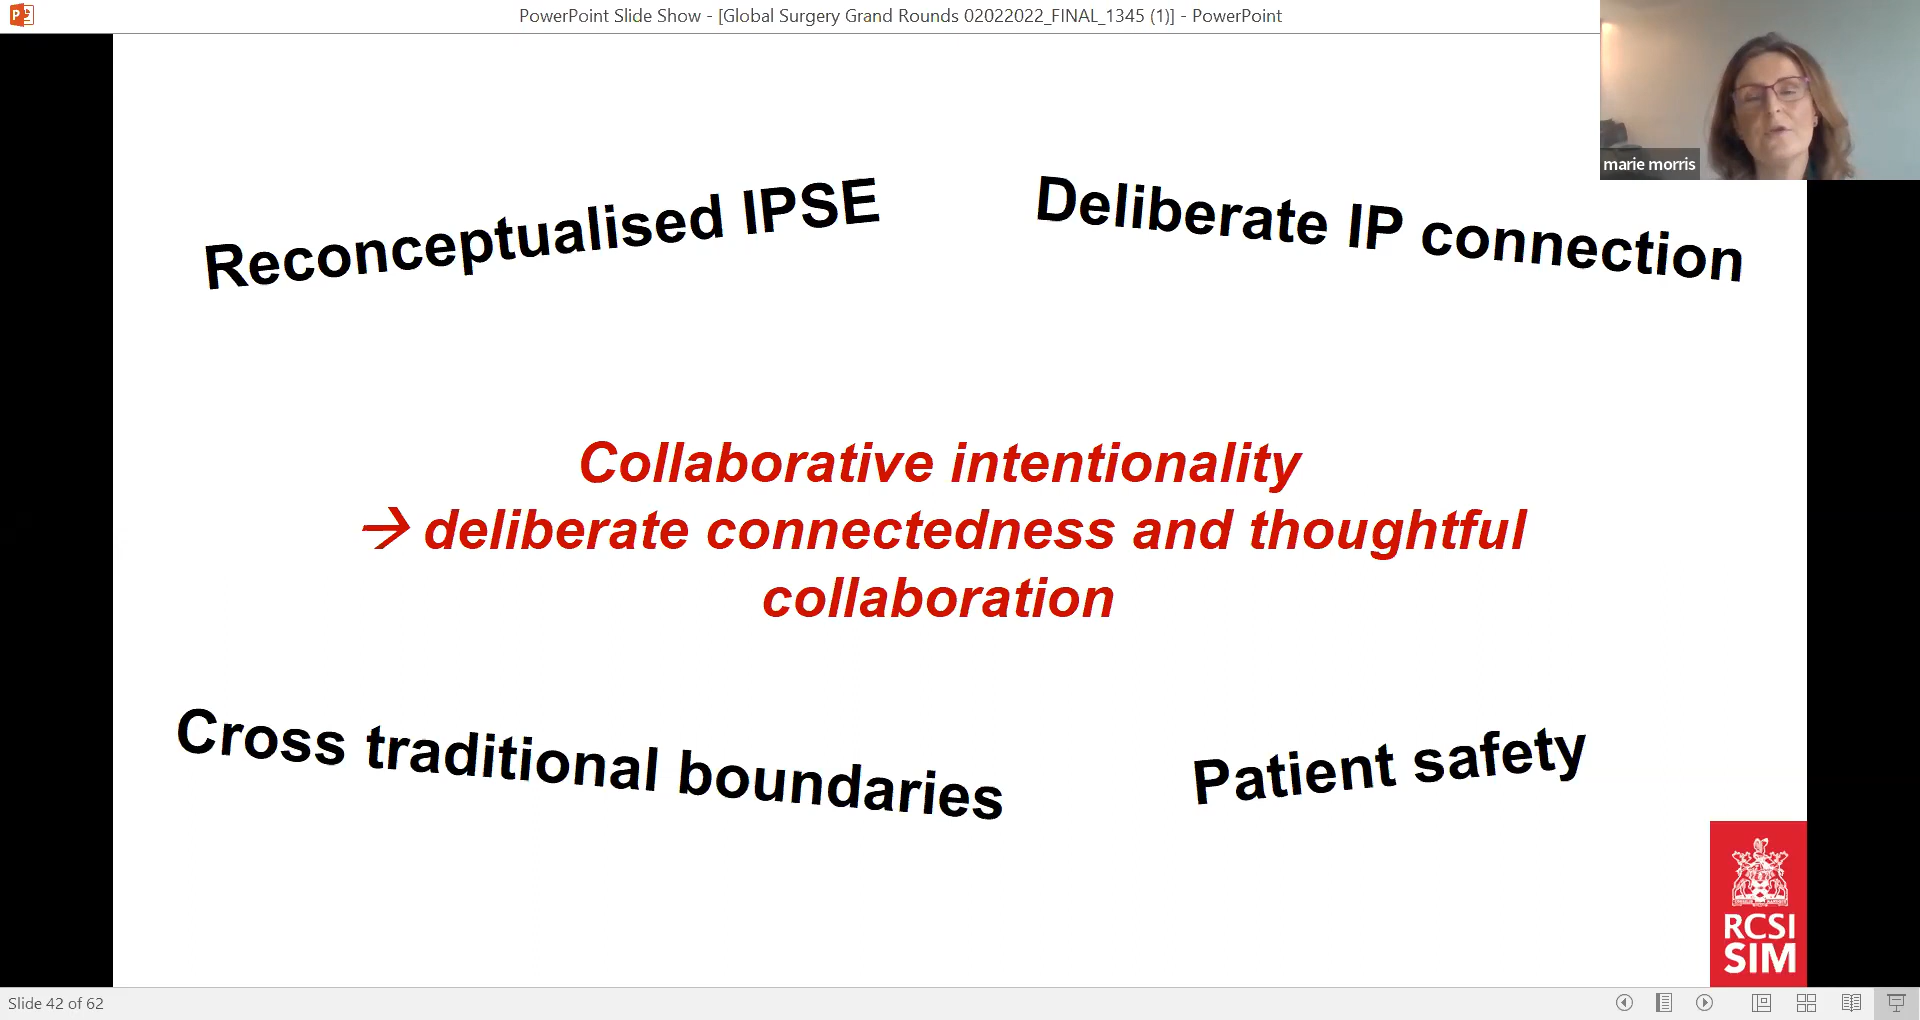 PowerPoint Slide Show - [Global Surgery Grand Rounds 02022022_FINAL_1345 (1)] - PowerPoint
marie morris
Reconceptualised IPSE
Deliberate IP connection
Collaborative intentionality
→ deliberate connectedness and thoughtful
collaboration
Cross traditional boundaries
Patient safety
RCSI
SIM
Slide 42 of 62